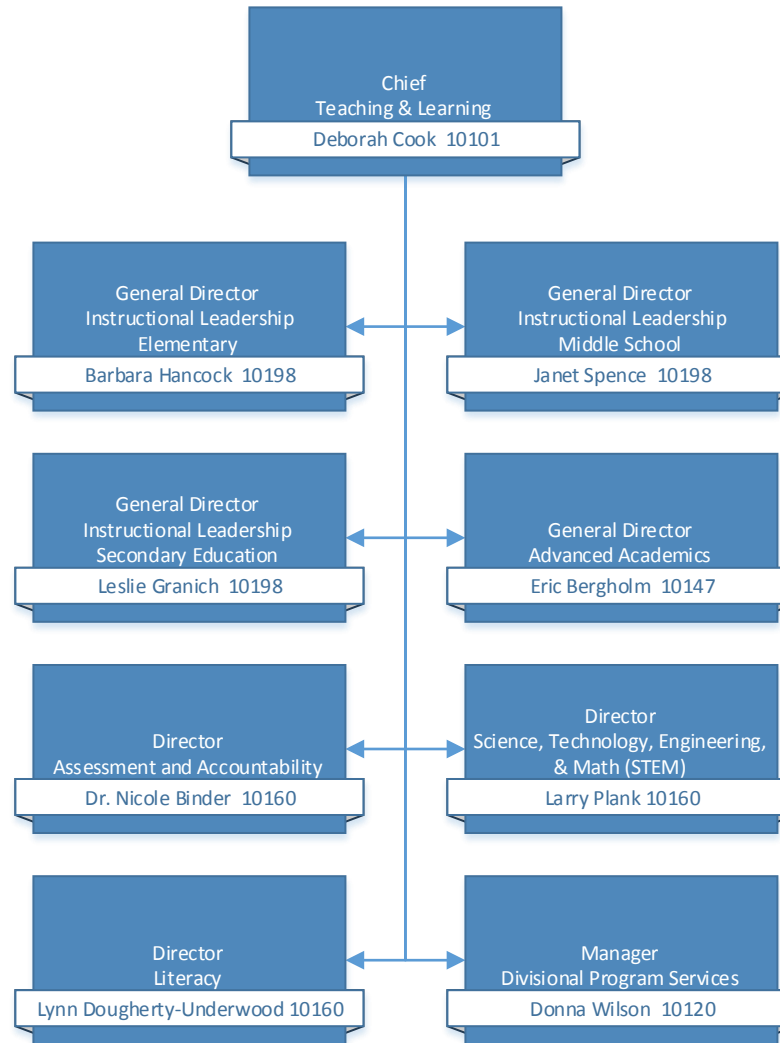 Chief
Teaching & Learning
Deborah Cook 10101
General Director
Instructional Leadership
Elementary
Barbara Hancock 10198
General Director
Instructional Leadership
Middle School
Janet Spence 10198
General Director
Instructional Leadership
Secondary Education
Leslie Granich 10198
General Director
Advanced Academics
Eric Bergholm 10147
Director
Assessment and Accountability
Dr. Nicole Binder 10160
Director
Science, Technology, Engineering,
& Math (STEM)
Larry Plank 10160
Director
Literacy
Lynn Dougherty-Underwood 10160
Manager
Divisional Program Services
Donna Wilson 10120